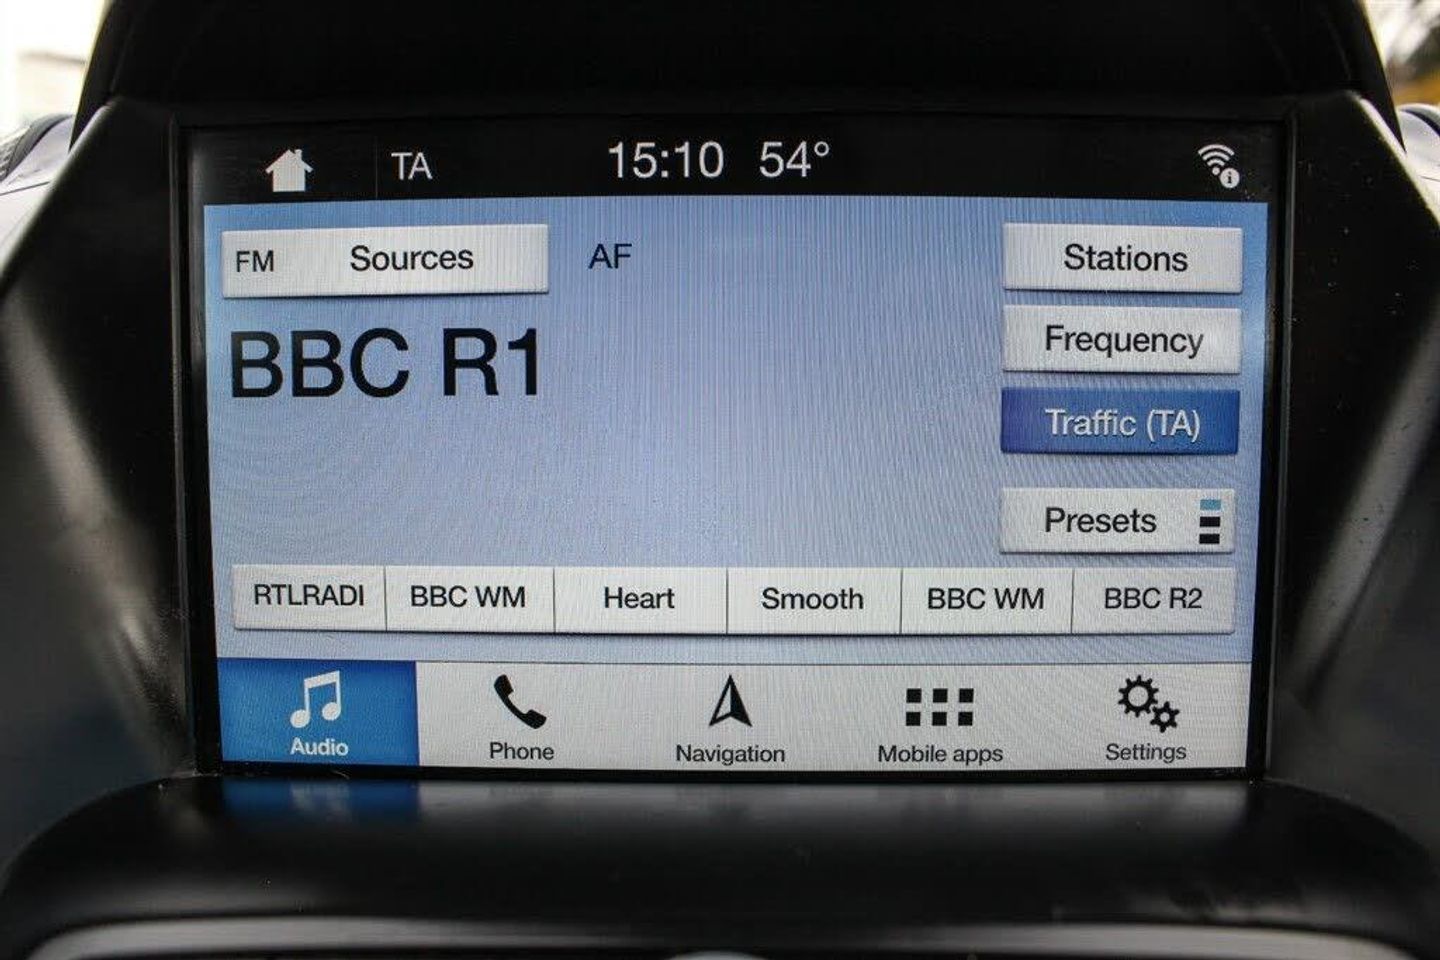 TA 15:10 54°
FM Sources AF Stations
BBC R1
Frequency
Traffic (TA)
Presets
RTLRADI BBC WM Heart Smooth BBC WM BBC R2
Audio Phone Navigation Mobile apps Settings